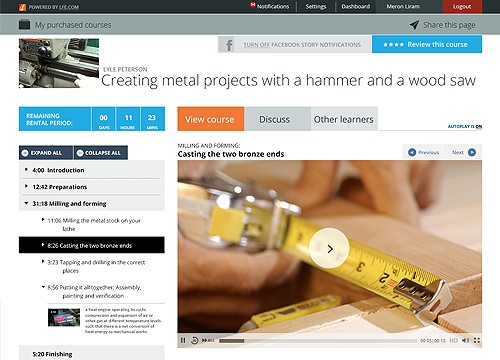 POWERED BY LFE.COM
Notifications
Settings
Dashboard
Meron Liram
Logout
My purchased courses
Share this page
TURN OFF FACEBOOK STORY NOTIFICATIONS
Review this course
LYLE PETERSON
Creating metal projects with a hammer and a wood saw
REMAINING
RENTAL PERIOD:
00
DAYS
11
HOURS
23
MINS
View course
Discuss
Other learners
AUTOPLAY IS ON
EXPAND ALL
COLLAPSE ALL
4:00 Introduction
12:42 Preparations
31:18 Milling and forming
11:06 Milling the metal stock on your
lathe
8:26 Casting the two bronze ends
3:23 Tapping and drilling in the correct
places
8:56 Putting it all together: Assembly,
painting and verification
a heat engine operating by cyclic
compression and expansion of air or
other gas at different temperature levels
such that there is a net conversion of
heat energy to mechanical works.
5:20 Finishing
MILLING AND FORMING:
Casting the two bronze ends
Previous
Next
00:05|00:15
HD